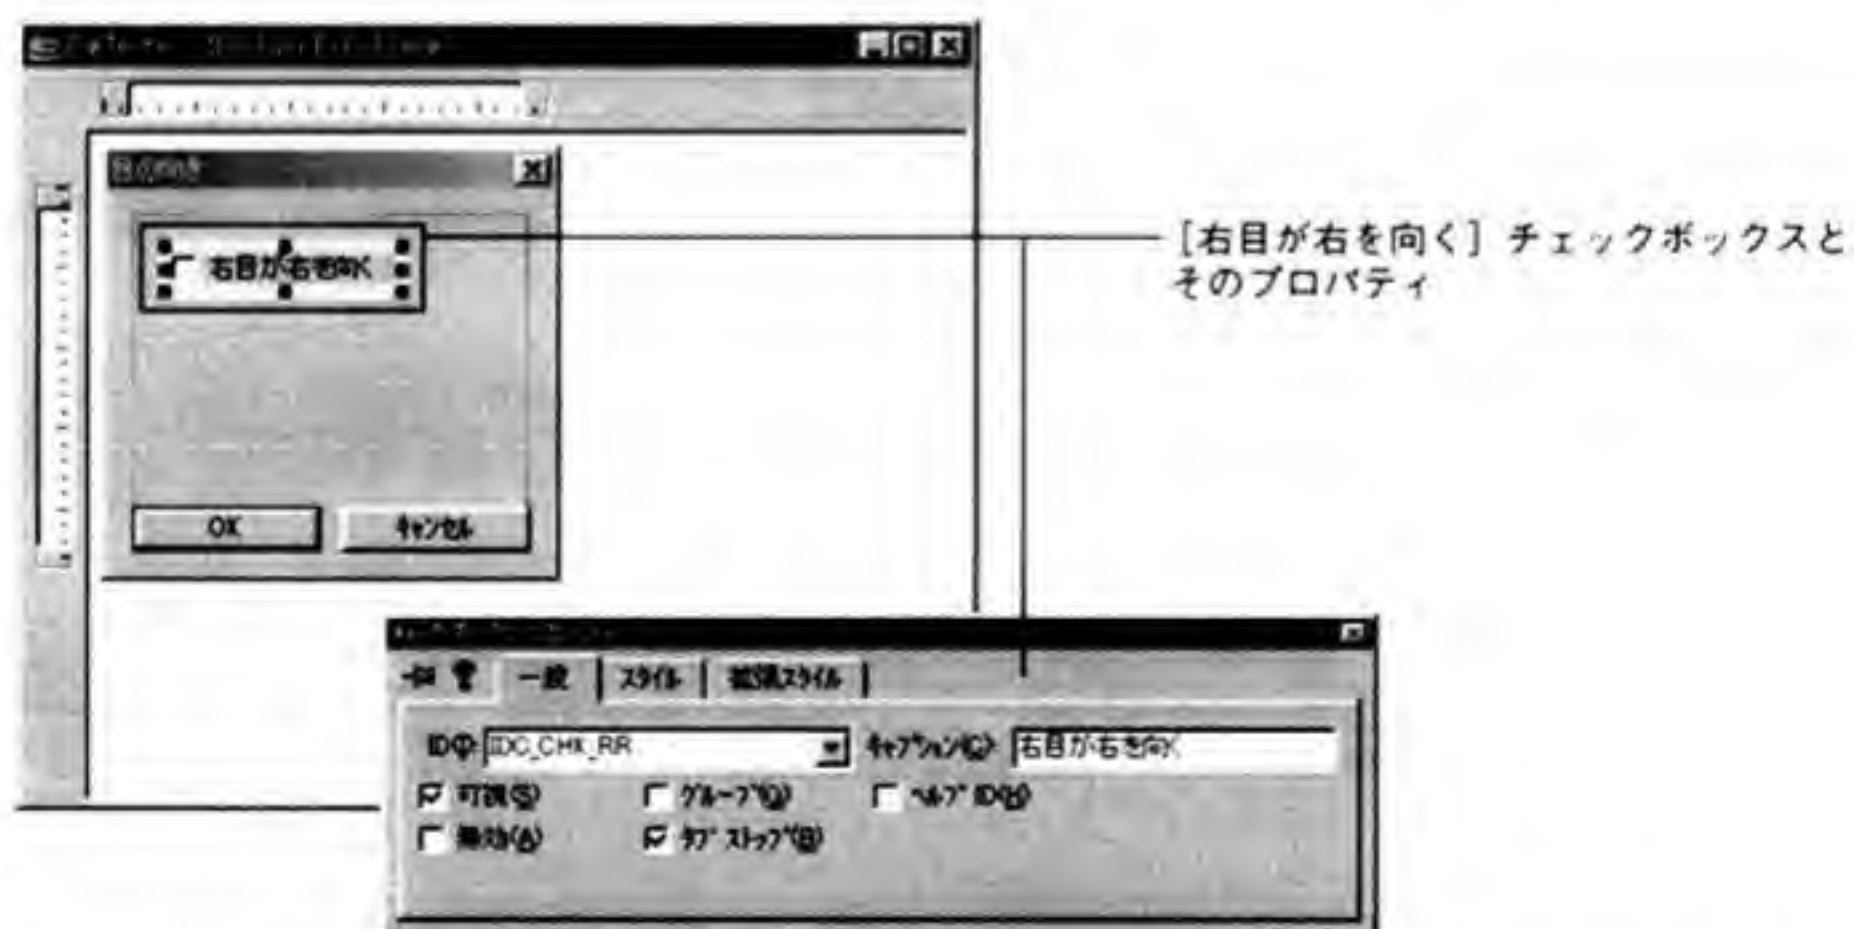 右目が右を向く
OK
キャンセル
[右目が右を向く] チェックボックスと
そのプロパティ
一般
スタイル
拡張スタイル
ID(I): IDC_CHK_RR
キャプション(C): 右目が右を向く
可視(S)
グループ(G)
ヘルプ ID(H)
無効(A)
タブ ストップ(B)